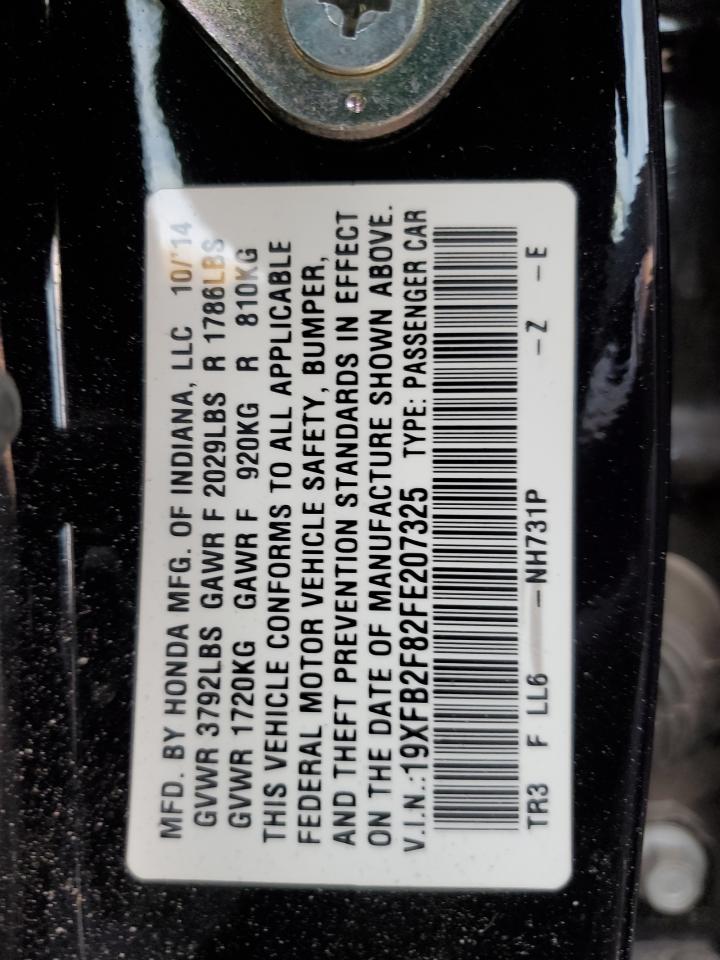 MFD. BY HONDA MFG. OF INDIANA, LLC 10/'14
GVWR 3792LBS GAWR F 2029LBS R 1786LBS
GVWR 1720KG GAWR F 920KG R 810KG
THIS VEHICLE CONFORMS TO ALL APPLICABLE
FEDERAL MOTOR VEHICLE SAFETY, BUMPER,
AND THEFT PREVENTION STANDARDS IN EFFECT
ON THE DATE OF MANUFACTURE SHOWN ABOVE.
V.I.N.:19XFB2F82FE207325 TYPE: PASSENGER CAR
TR3 F LL6 —NH731P —Z —E